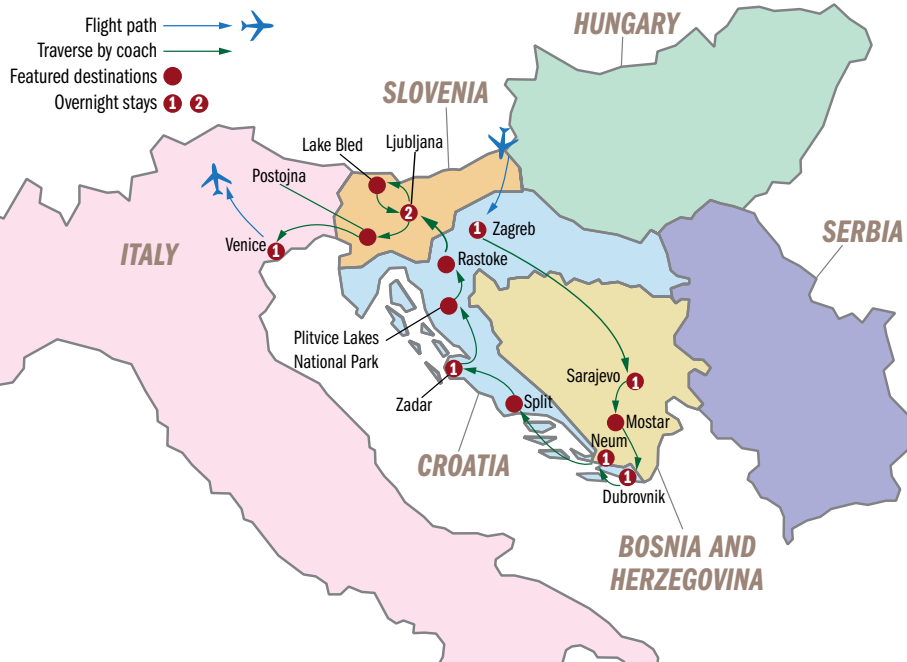 Flight path
Traverse by coach
Featured destinations
Overnight stays 1 2
HUNGARY
SLOVENIA
Lake Bled
Ljubljana
Postojna
2
1 Zagreb
Venice 1
ITALY
SERBIA
Rastoke
Plitvice Lakes
National Park
1
Zadar
Sarajevo 1
Split
Mostar
Neum
1
1
Dubrovnik
CROATIA
BOSNIA AND
HERZEGOVINA